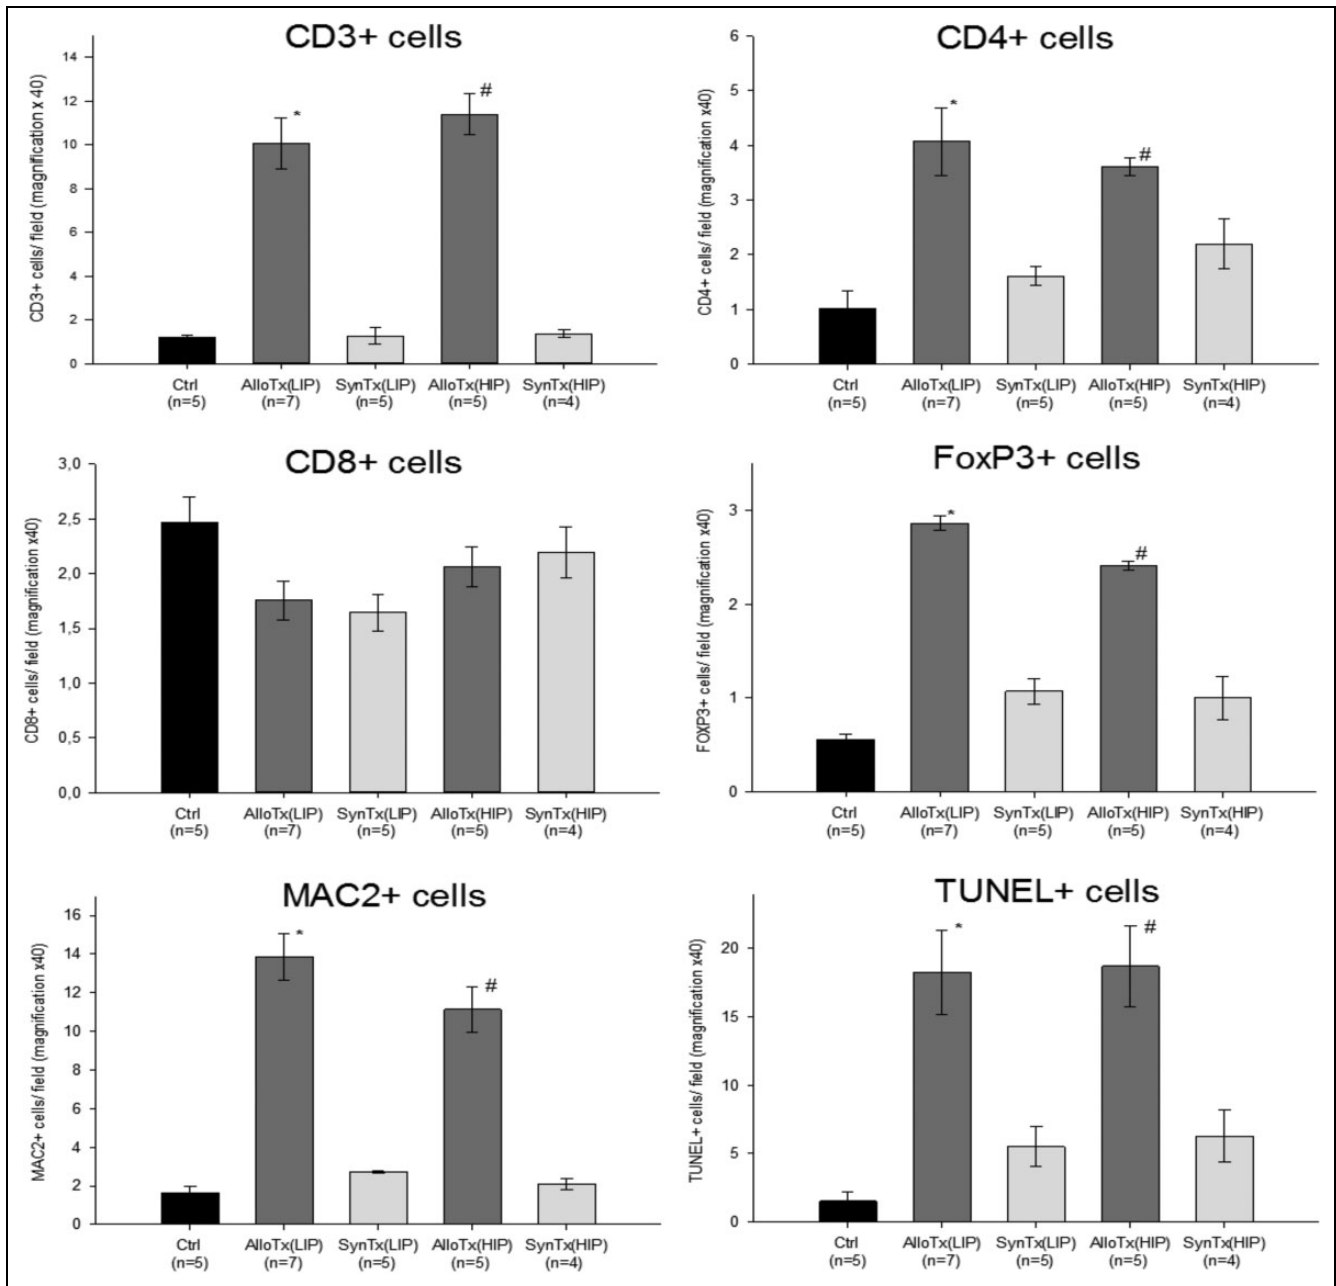 CD3+ cells
CD3+ cells/ field (magnification x 40)
14
12
10
8
6
4
2
0
*
#
Ctrl AlloTx(LIP) SynTx(LIP) AlloTx(HIP) SynTx(HIP)
(n=5) (n=7) (n=5) (n=5) (n=4)
CD4+ cells
CD4+ cells/ field (magnification x40)
6
5
4
3
2
1
0
*
#
Ctrl AlloTx(LIP) SynTx(LIP) AlloTx(HIP) SynTx(HIP)
(n=5) (n=7) (n=5) (n=5) (n=4)
CD8+ cells
CD8+ cells/ field (magnification x40)
3,0
2,5
2,0
1,5
1,0
0,5
0,0
Ctrl AlloTx(LIP) SynTx(LIP) AlloTx(HIP) SynTx(HIP)
(n=5) (n=7) (n=5) (n=5) (n=4)
FoxP3+ cells
FOXP3+ cells/ field (magnification x40)
3
2
1
0
*
#
Ctrl AlloTx(LIP) SynTx(LIP) AlloTx(HIP) SynTx(HIP)
(n=5) (n=7) (n=5) (n=5) (n=4)
MAC2+ cells
MAC2+ cells/ field (magnification x40)
16
14
12
10
8
6
4
2
0
*
#
Ctrl AlloTx(LIP) SynTx(LIP) AlloTx(HIP) SynTx(HIP)
(n=5) (n=7) (n=5) (n=5) (n=4)
TUNEL+ cells
TUNEL+ cells/ field (magnification x40)
20
15
10
5
0
*
#
Ctrl AlloTx(LIP) SynTx(LIP) AlloTx(HIP) SynTx(HIP)
(n=5) (n=7) (n=5) (n=5) (n=4)